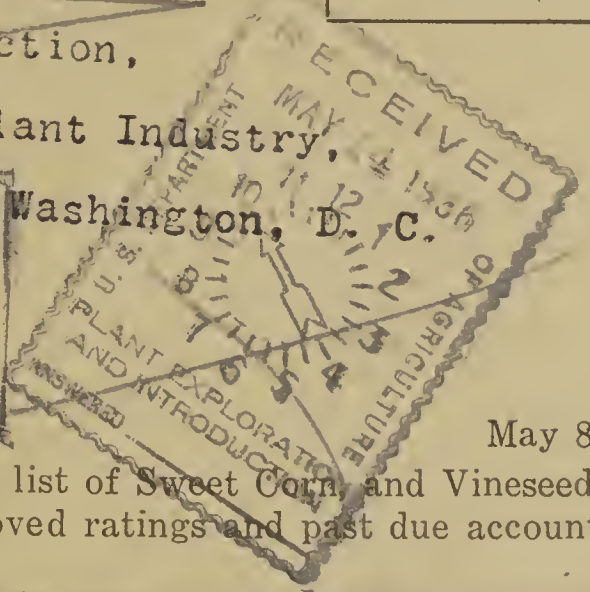 ction,
lant Industry,
Washington, D. C.
RECEIVED
MAY 1936
U. S. DEPARTMENT OF AGRICULTURE
10 11 12 1 2 3 4 5 6 7 8
PLANT EXPLORATION
AND INTRODUCTION
ANSWERED
May 8
list of Sweet Corn, and Vineseed
oved ratings and past due account